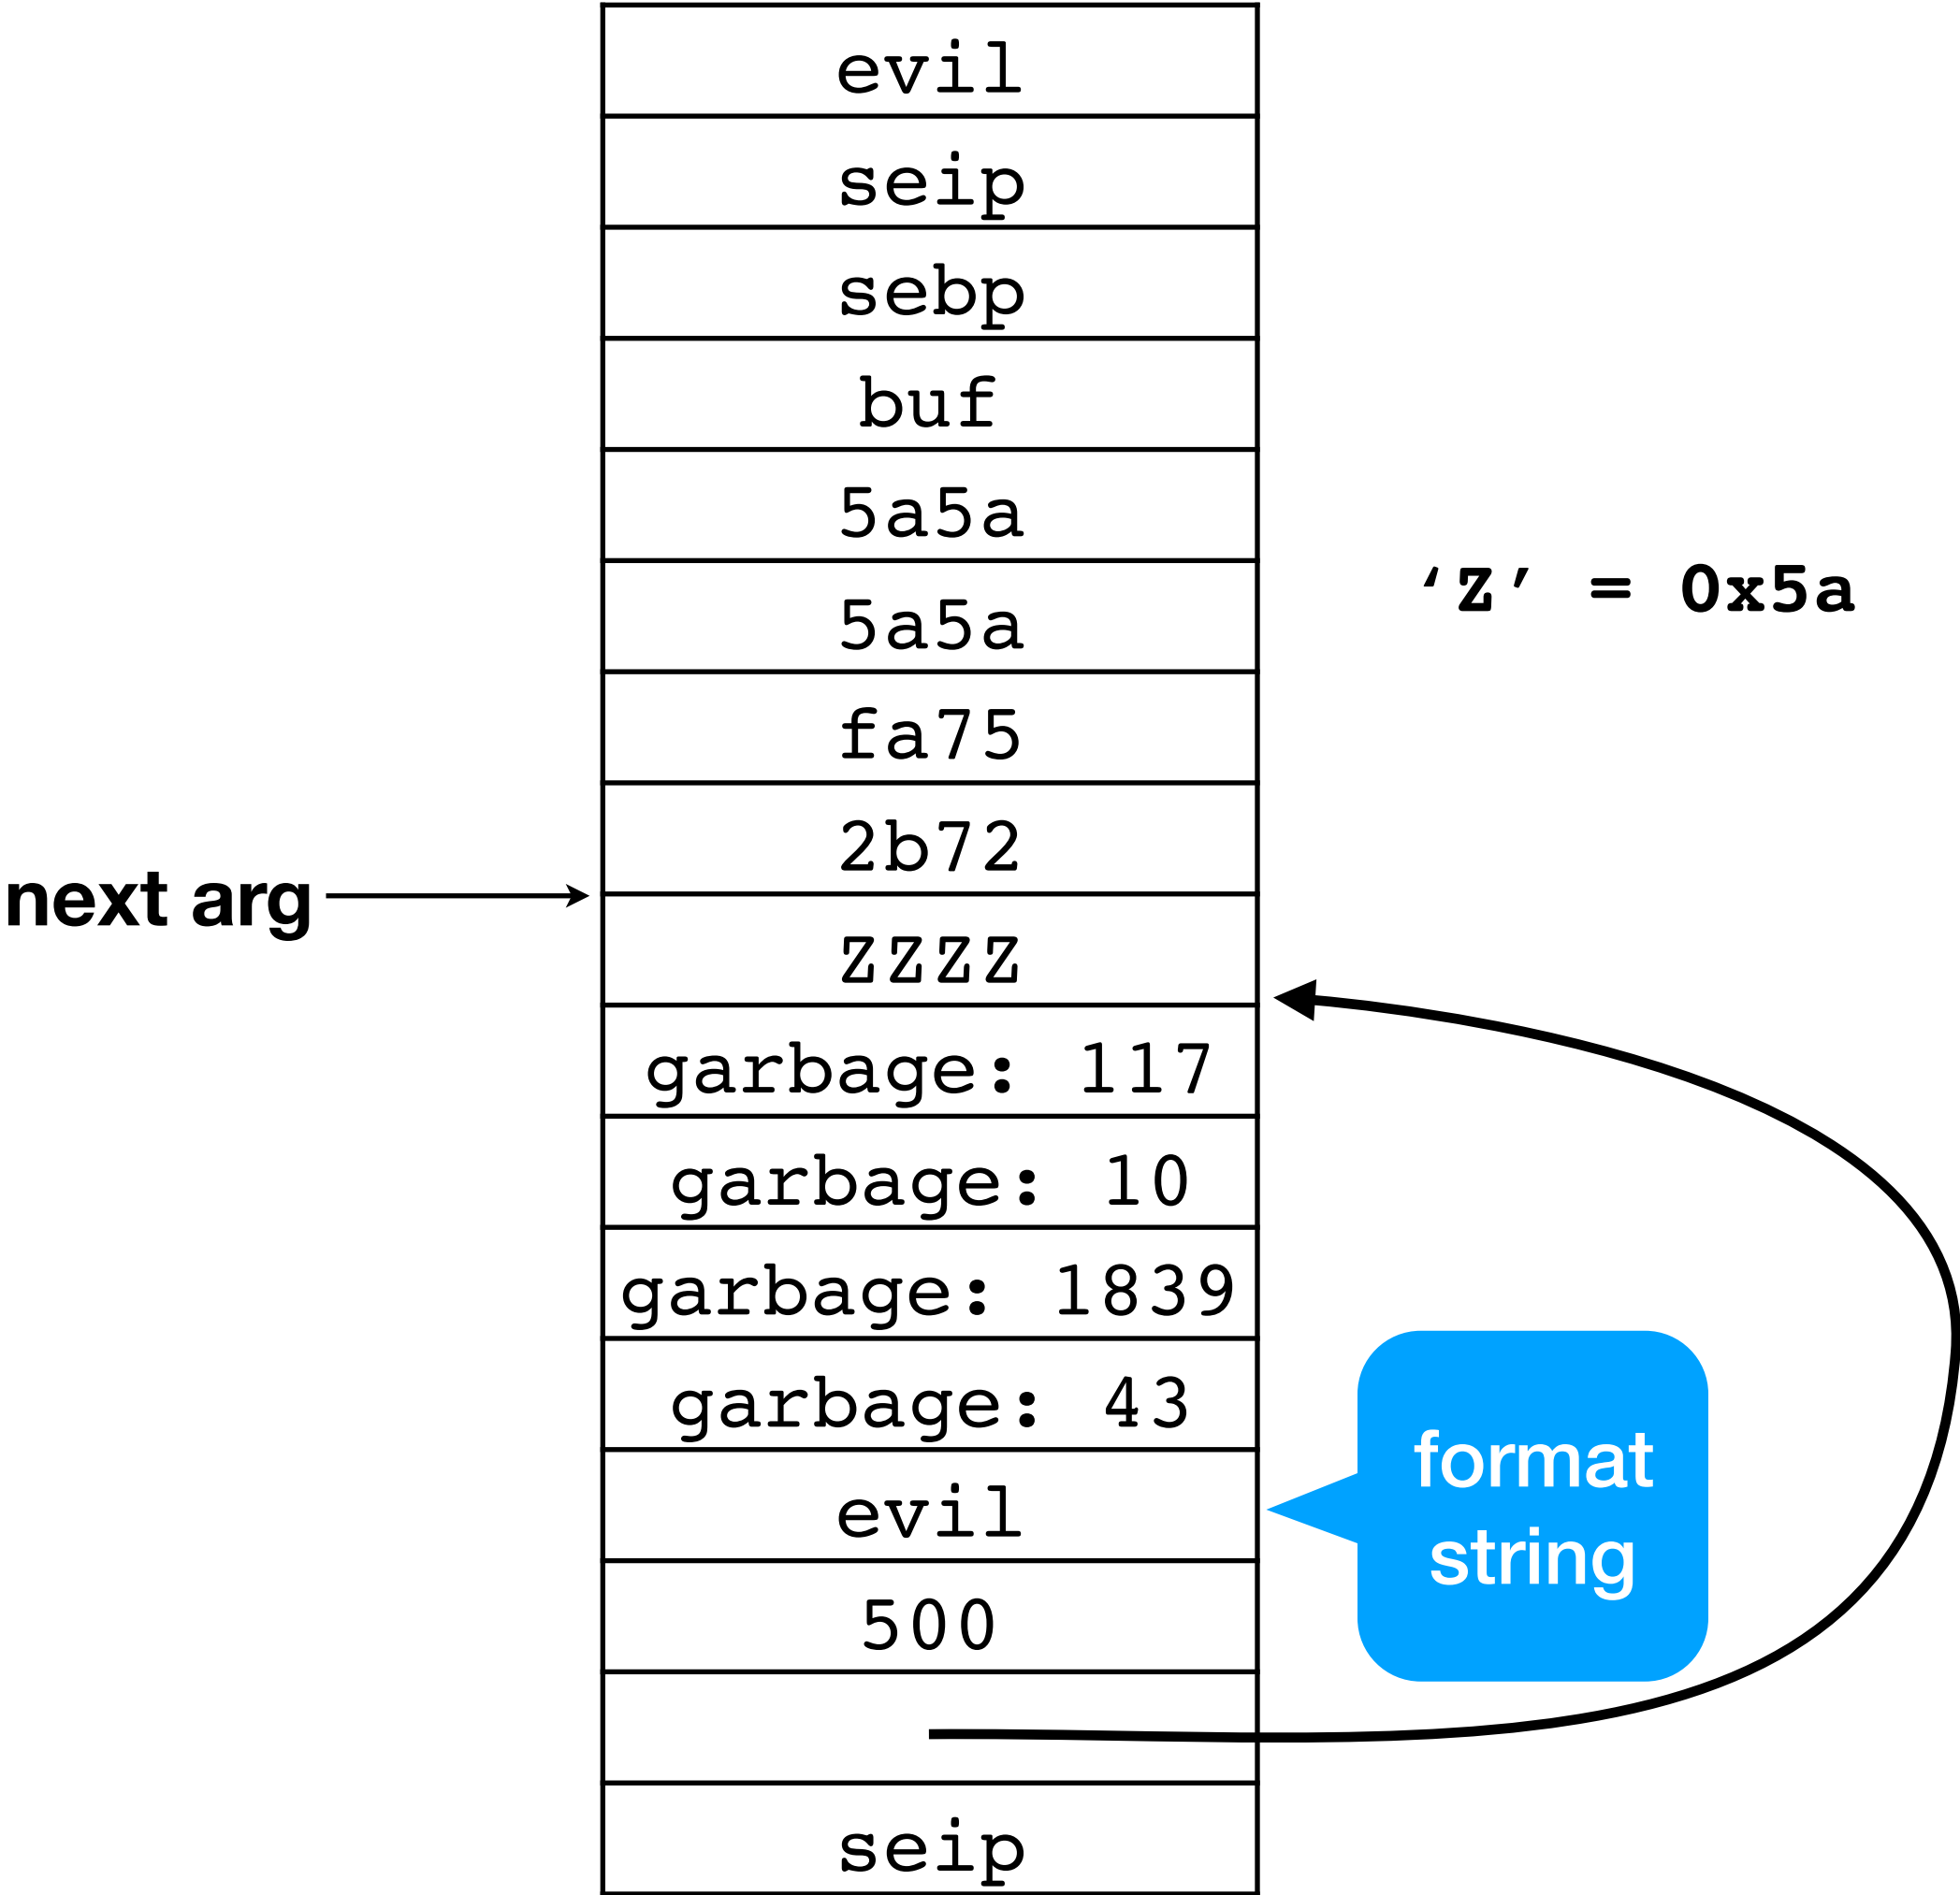 evil
seip
sebp
buf
5a5a
5a5a
‘z’ = 0x5a
fa75
2b72
next arg
zzzz
garbage: 117
garbage: 10
garbage: 1839
garbage: 43
evil
format
string
500
seip